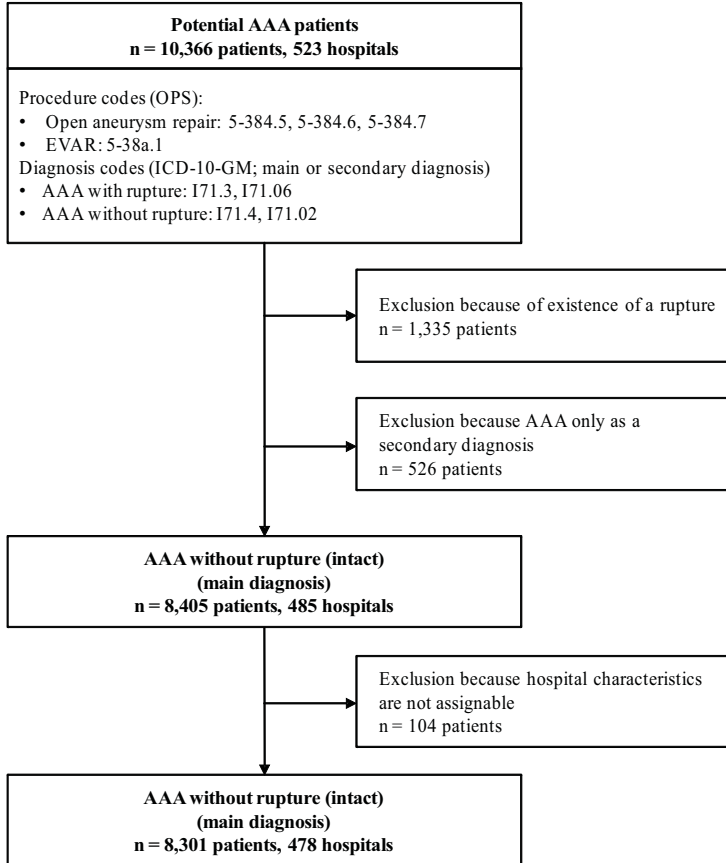 Potential AAA patients
n = 10,366 patients, 523 hospitals
Procedure codes (OPS):
• Open aneurysm repair: 5-384.5, 5-384.6, 5-384.7
• EVAR: 5-38a.1
Diagnosis codes (ICD-10-GM; main or secondary diagnosis)
• AAA with rupture: I71.3, I71.06
• AAA without rupture: I71.4, I71.02
Exclusion because of existence of a rupture
n = 1,335 patients
Exclusion because AAA only as a
secondary diagnosis
n = 526 patients
AAA without rupture (intact)
(main diagnosis)
n = 8,405 patients, 485 hospitals
Exclusion because hospital characteristics
are not assignable
n = 104 patients
AAA without rupture (intact)
(main diagnosis)
n = 8,301 patients, 478 hospitals